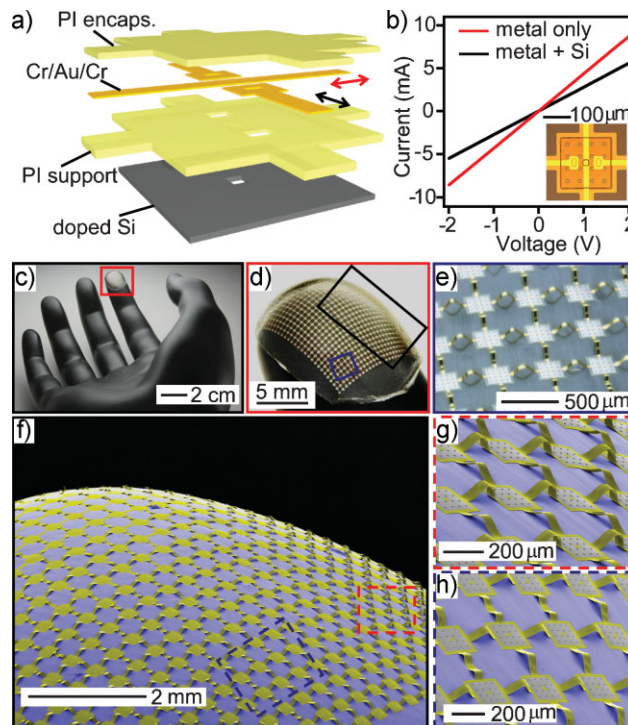 a)
PI encaps.
Cr/Au/Cr
PI support
doped Si
b)
metal only
metal + Si
Current (mA)
10
5
0
-5
-10
-2
-1
0
1
2
Voltage (V)
100 μm
c)
2 cm
d)
5 mm
e)
500 μm
f)
2 mm
g)
200 μm
h)
200 μm